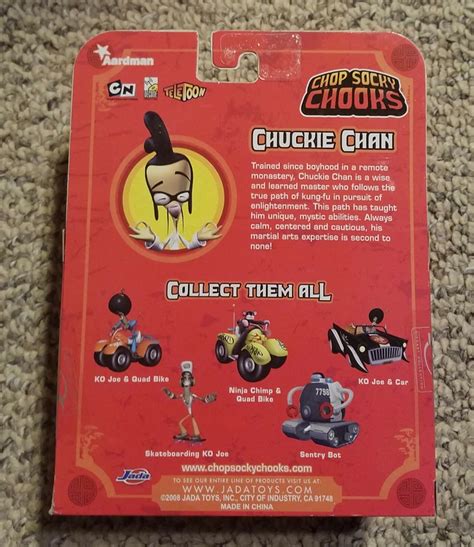 Aardman
CN
TELETOON
CHOP SOCKY
CHOOKS
CHUCKIE CHAN
Trained since boyhood in a remote
monastery, Chuckie Chan is a wise
and learned master who follows the
true path of kung-fu in pursuit of
enlightenment. This path has taught
him unique, mystic abilities. Always
calm, centered and cautious, his
martial arts expertise is second to
none!
COLLECT THEM ALL
KO Joe & Quad Bike
Ninja Chimp
& Quad Bike
KO Joe & Car
7756
Skateboarding KO Joe
Sentry Bot
www.chopsockychooks.com
Jada
TO SEE OUR ENTIRE LINE OF PRODUCTS VISIT US AT:
WWW.JADATOYS.COM
©2008 JADA TOYS, INC., CITY OF INDUSTRY, CA 91748
MADE IN CHINA